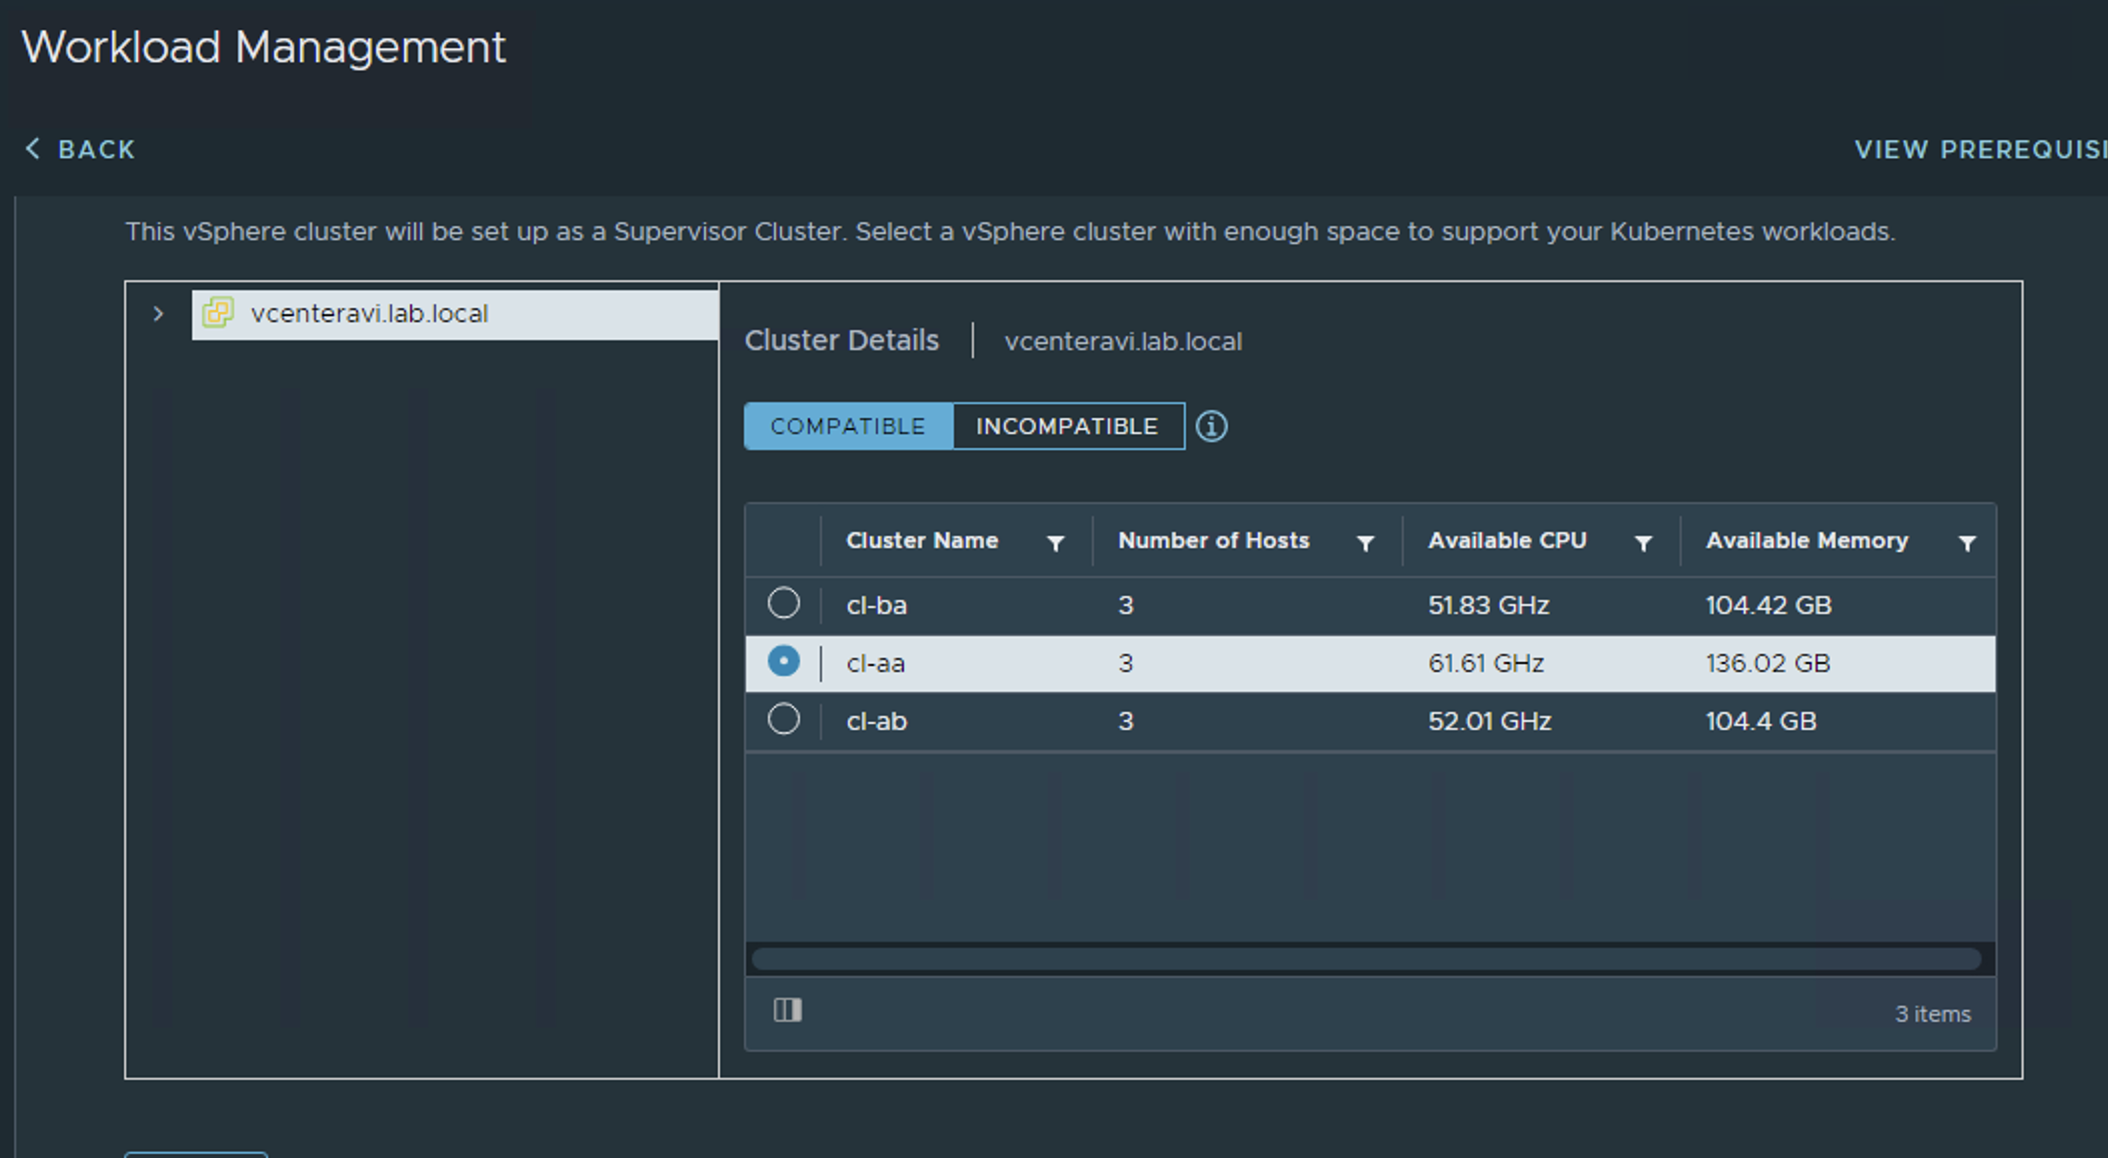 Workload Management
BACK
VIEW PREREQUISI
This vSphere cluster will be set up as a Supervisor Cluster. Select a vSphere cluster with enough space to support your Kubernetes workloads.
vcenteravi.lab.local
Cluster Details | vcenteravi.lab.local
COMPATIBLE INCOMPATIBLE
Cluster Name Number of Hosts Available CPU Available Memory
cl-ba 3 51.83 GHz 104.42 GB
cl-aa 3 61.61 GHz 136.02 GB
cl-ab 3 52.01 GHz 104.4 GB
3 items